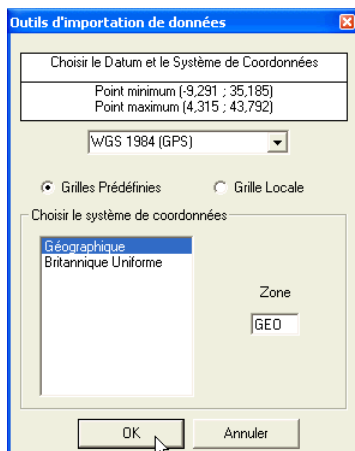 Outils d'importation de données
Choisir le Datum et le Système de Coordonnées
Point minimum (-9,291 ; 35,185)
Point maximum (4,315 ; 43,792)
WGS 1984 (GPS)
Grilles Prédéfinies Grille Locale
Choisir le système de coordonnées
Géographique
Britannique Uniforme
Zone
GEO
OK Annuler